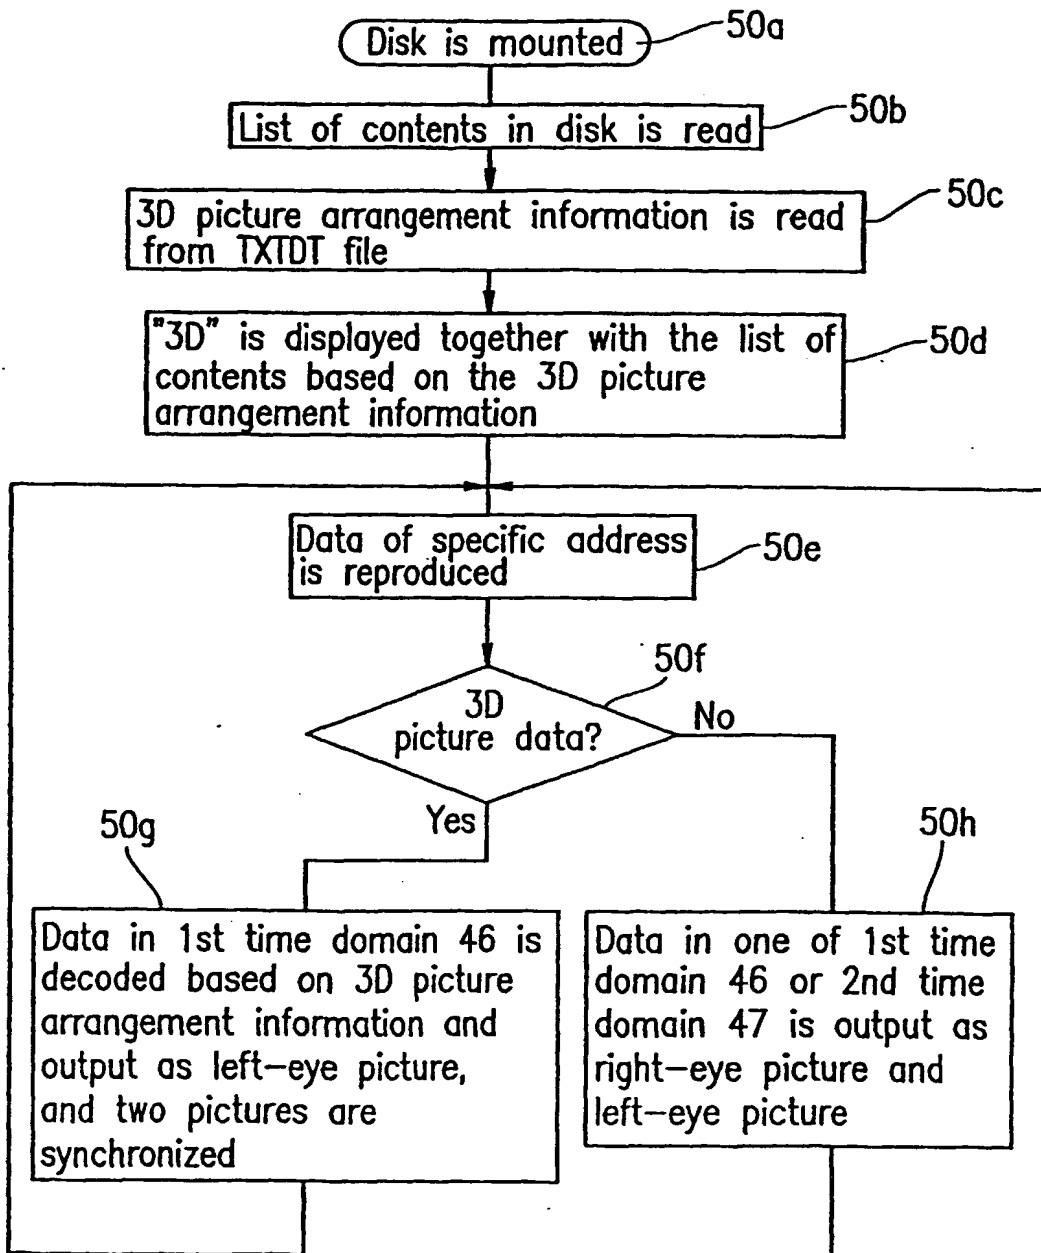 Disk is mounted
50a
List of contents in disk is read
50b
3D picture arrangement information is read
from TXTDT file
50c
"3D" is displayed together with the list of
contents based on the 3D picture
arrangement information
50d
Data of specific address
is reproduced
50e
3D
picture data?
50f
No
Yes
50g
Data in 1st time domain 46 is
decoded based on 3D picture
arrangement information and
output as left-eye picture,
and two pictures are
synchronized
50h
Data in one of 1st time
domain 46 or 2nd time
domain 47 is output as
right-eye picture and
left-eye picture